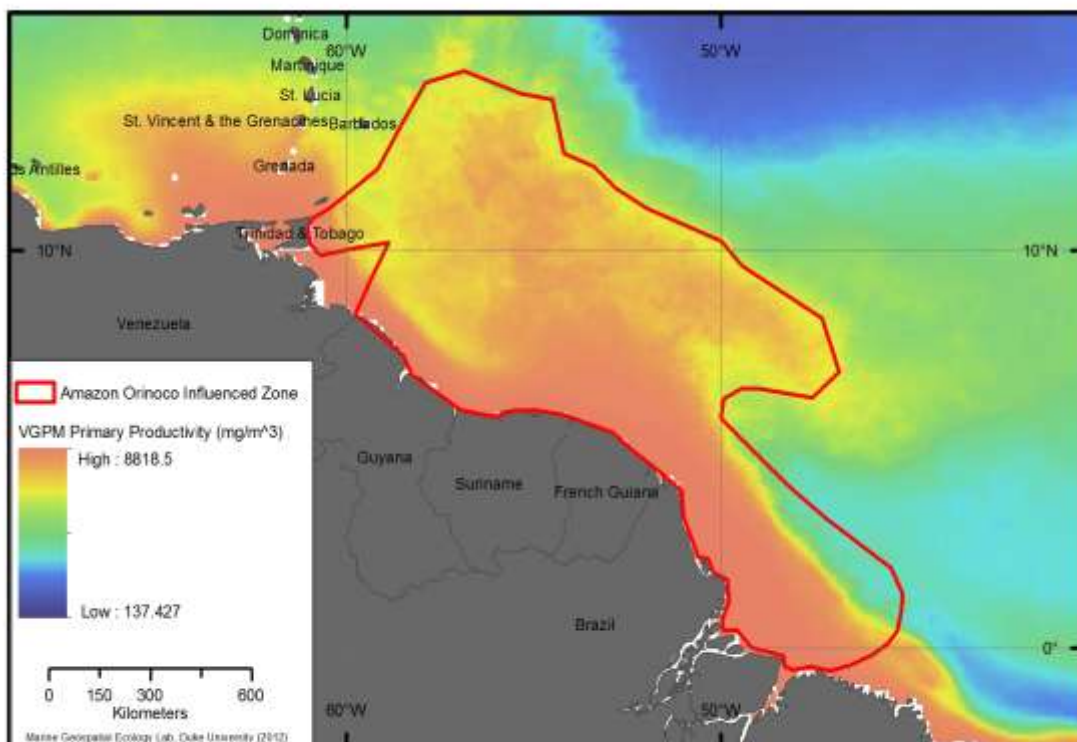 Dominica
60°W
50°W
Martinique
St. Lucia
St. Vincent & the Grenadines
Barbados
Grenada
Antilles
Trinidad & Tobago
10°N
10°N
Venezuela
Amazon Orinoco Influenced Zone
VGPM Primary Productivity (mg/m^3)
High : 8818.5
Low : 137.427
Guyana
Suriname
French Guiana
Brazil
0°
0 150 300 600
Kilometers
60°W
50°W
Marine Geospatial Ecology Lab, Duke University (2012)